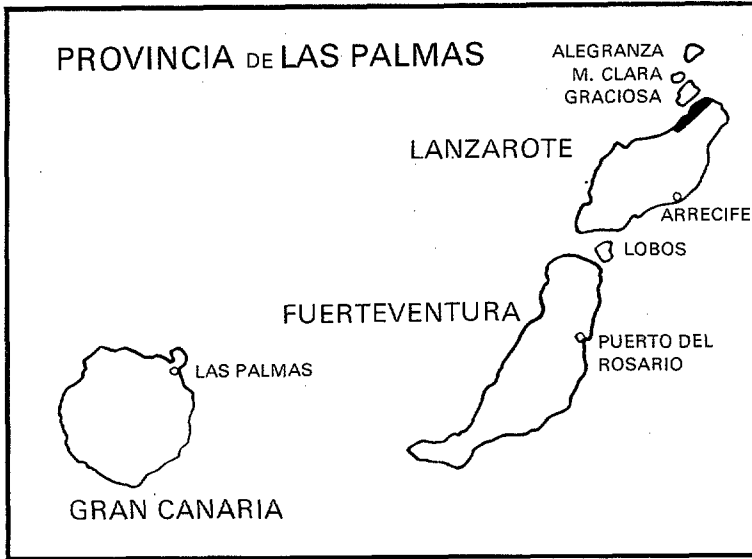 PROVINCIA DE LAS PALMAS
ALEGRANZA
M. CLARA
GRACIOSA
LANZAROTE
ARRECIFE
LOBOS
FUERTEVENTURA
PUERTO DEL
ROSARIO
LAS PALMAS
GRAN CANARIA